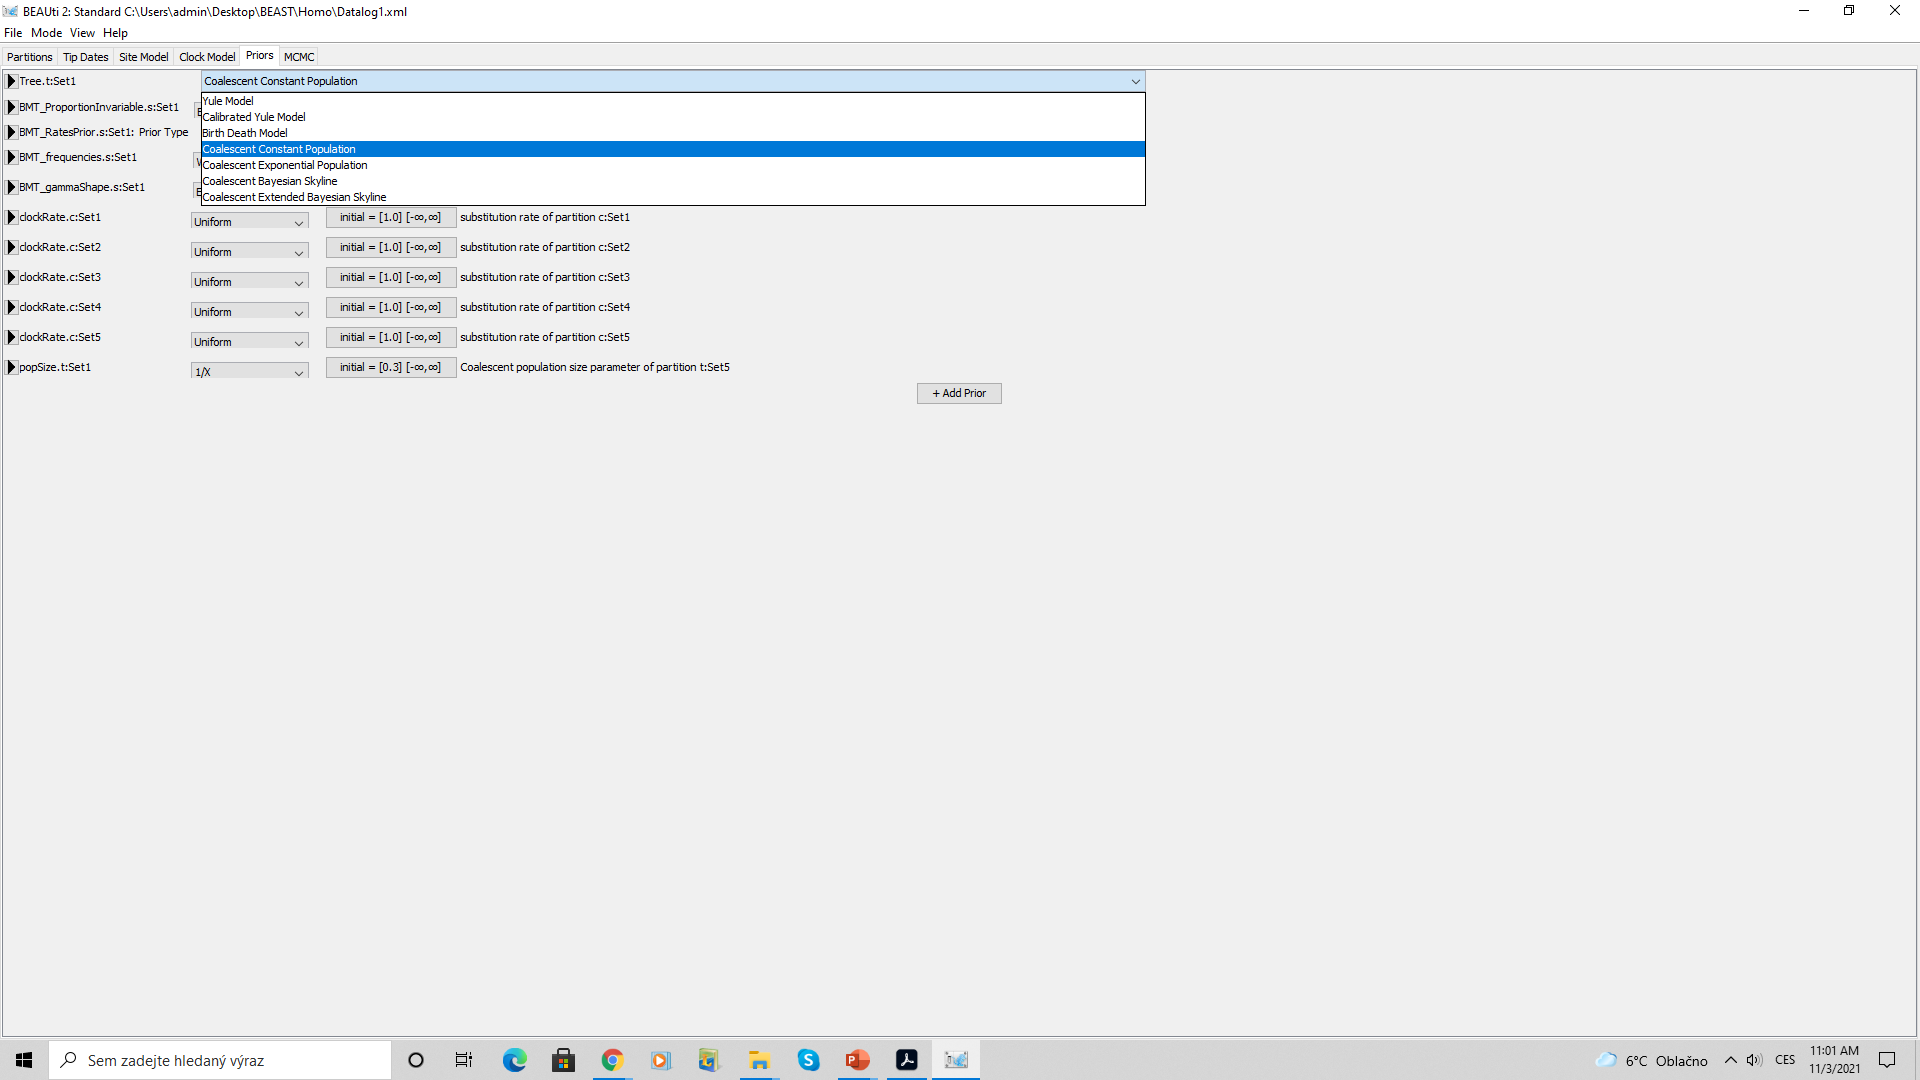 BEAUti 2: Standard C:\Users\admin\Desktop\BEAST\Homo\Datalog1.xml
File Mode View Help
Partitions Tip Dates Site Model Clock Model Priors MCMC
Tree.t:Set1 Coalescent Constant Population
Yule Model
BMT_ProportionInvariable.s:Set1
Calibrated Yule Model
BMT_RatesPrior.s:Set1: Prior Type
Birth Death Model
Coalescent Constant Population
BMT_frequencies.s:Set1
Coalescent Exponential Population
Coalescent Bayesian Skyline
BMT_gammaShape.s:Set1
Coalescent Extended Bayesian Skyline
clockRate.c:Set1 Uniform initial = [1.0] [-∞,∞] substitution rate of partition c:Set1
clockRate.c:Set2 Uniform initial = [1.0] [-∞,∞] substitution rate of partition c:Set2
clockRate.c:Set3 Uniform initial = [1.0] [-∞,∞] substitution rate of partition c:Set3
clockRate.c:Set4 Uniform initial = [1.0] [-∞,∞] substitution rate of partition c:Set4
clockRate.c:Set5 Uniform initial = [1.0] [-∞,∞] substitution rate of partition c:Set5
popSize.t:Set1 1/X initial = [0.3] [-∞,∞] Coalescent population size parameter of partition t:Set5
+ Add Prior
Sem zadejte hledaný výraz
6°C Oblačno CES 11:01 AM
11/3/2021